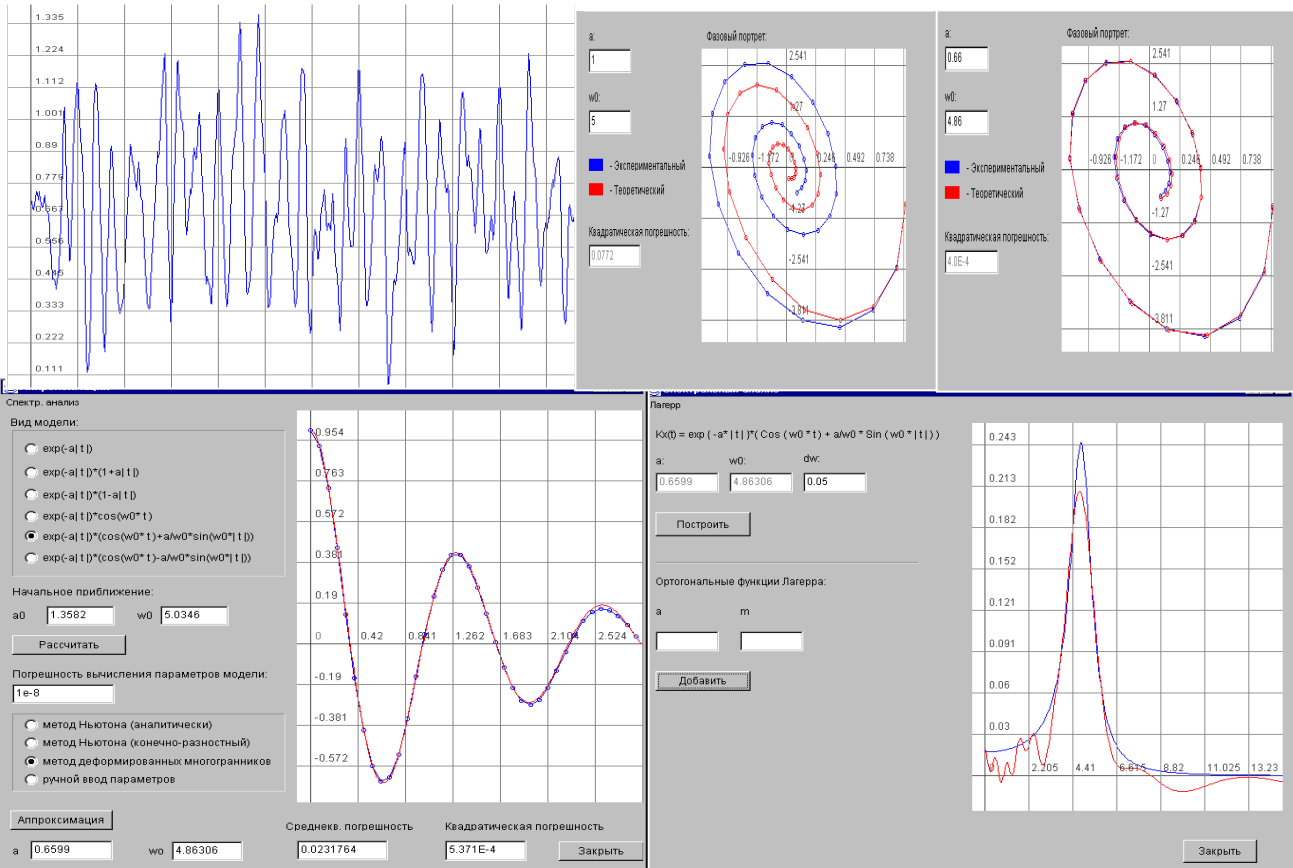 1.335
1.224
1.112
1.001
0.89
0.779
0.667
0.556
0.445
0.333
0.222
0.111
a:
1
w0:
5
- Экспериментальный
- Теоретический
Квадратическая погрешность:
0.0772
Фазовый портрет:
2.541
1.27
-0.926 -1.172 0.246 0.492 0.738
-1.27
-2.541
-3.811
a:
0.66
w0:
4.86
- Экспериментальный
- Теоретический
Квадратическая погрешность:
4.0E-4
Фазовый портрет:
2.541
1.27
-0.926 -1.172 0 0.246 0.492 0.738
-1.27
-2.541
-3.811
Спектр. анализ
Вид модели:
exp(-a| t |)
exp(-a| t |)*(1+a| t |)
exp(-a| t |)*(1-a| t |)
exp(-a| t |)*cos(w0* t )
exp(-a| t |)*(cos(w0* t )+a/w0*sin(w0*| t |))
exp(-a| t |)*(cos(w0* t )-a/w0*sin(w0*| t |))
Начальное приближение:
a0 1.3582 w0 5.0346
Рассчитать
Погрешность вычисления параметров модели:
1e-8
метод Ньютона (аналитически)
метод Ньютона (конечно-разностный)
метод деформированных многогранников
ручной ввод параметров
Аппроксимация
a 0.6599 wo 4.86306
0.954
0.763
0.572
0.381
0.19
0 0.42 0.841 1.262 1.683 2.104 2.524
-0.19
-0.381
-0.572
Среднекв. погрешность
0.0231764
Квадратическая погрешность
5.371E-4
Закрыть
Лагерр
Kx(t) = exp ( -a* | t | )*( Cos ( w0 * t ) + a/w0 * Sin ( w0 * | t | ) )
a: w0: dw:
0.6599 4.86306 0.05
Построить
Ортогональные функции Лагерра:
a m
Добавить
0.243
0.213
0.182
0.152
0.121
0.091
0.06
0.03
2.205 4.41 6.615 8.82 11.025 13.23
Закрыть